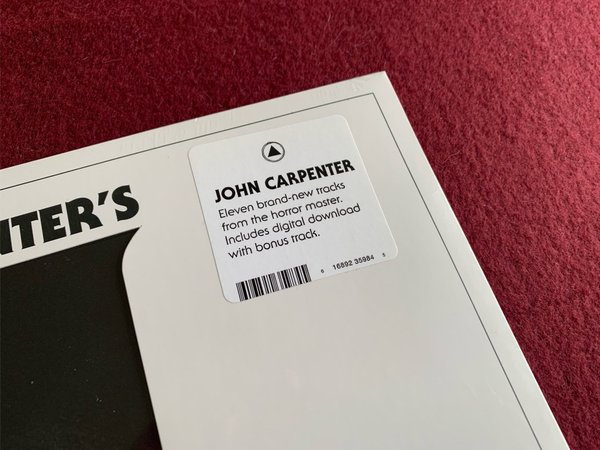 NTER'S
JOHN CARPENTER
Eleven brand-new tracks
from the horror master.
Includes digital download
with bonus track.
6 16892 35984 5